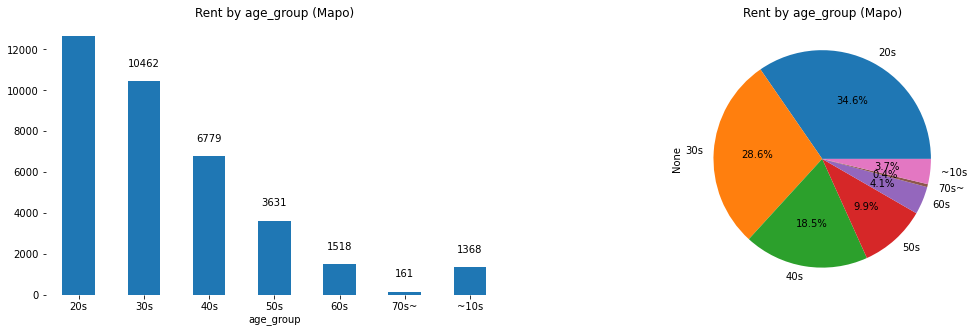 Rent by age_group (Mapo)
12000
10000
8000
6000
4000
2000
0
10462
6779
3631
1518
161
1368
20s
30s
40s
50s
60s
70s~
~10s
age_group
Rent by age_group (Mapo)
None
20s
34.6%
30s
28.6%
40s
18.5%
50s
9.9%
60s
4.1%
70s~
0.4%
~10s
3.7%